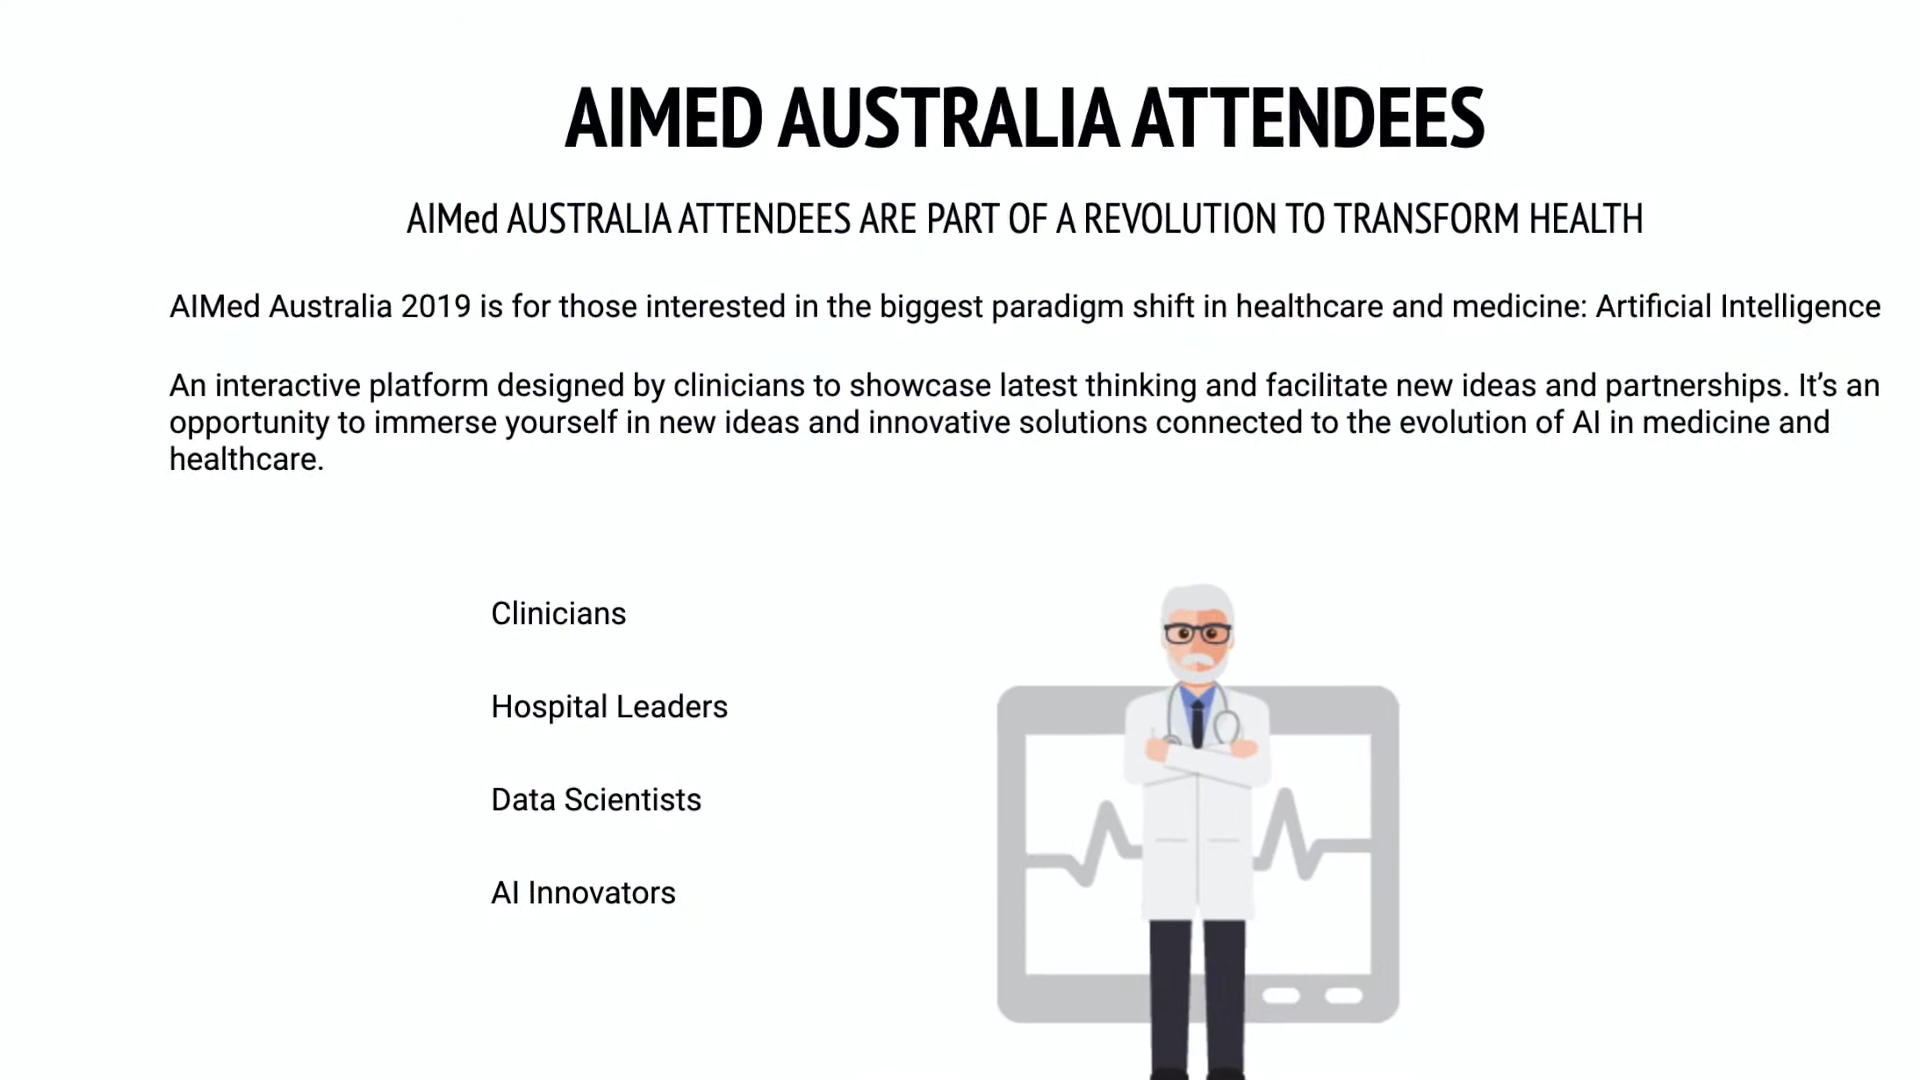 AIMED AUSTRALIA ATTENDEES
AIMed AUSTRALIA ATTENDEES ARE PART OF A REVOLUTION TO TRANSFORM HEALTH
AIMed Australia 2019 is for those interested in the biggest paradigm shift in healthcare and medicine: Artificial Intelligence
An interactive platform designed by clinicians to showcase latest thinking and facilitate new ideas and partnerships. It’s an
opportunity to immerse yourself in new ideas and innovative solutions connected to the evolution of AI in medicine and
healthcare.
Clinicians
Hospital Leaders
Data Scientists
AI Innovators